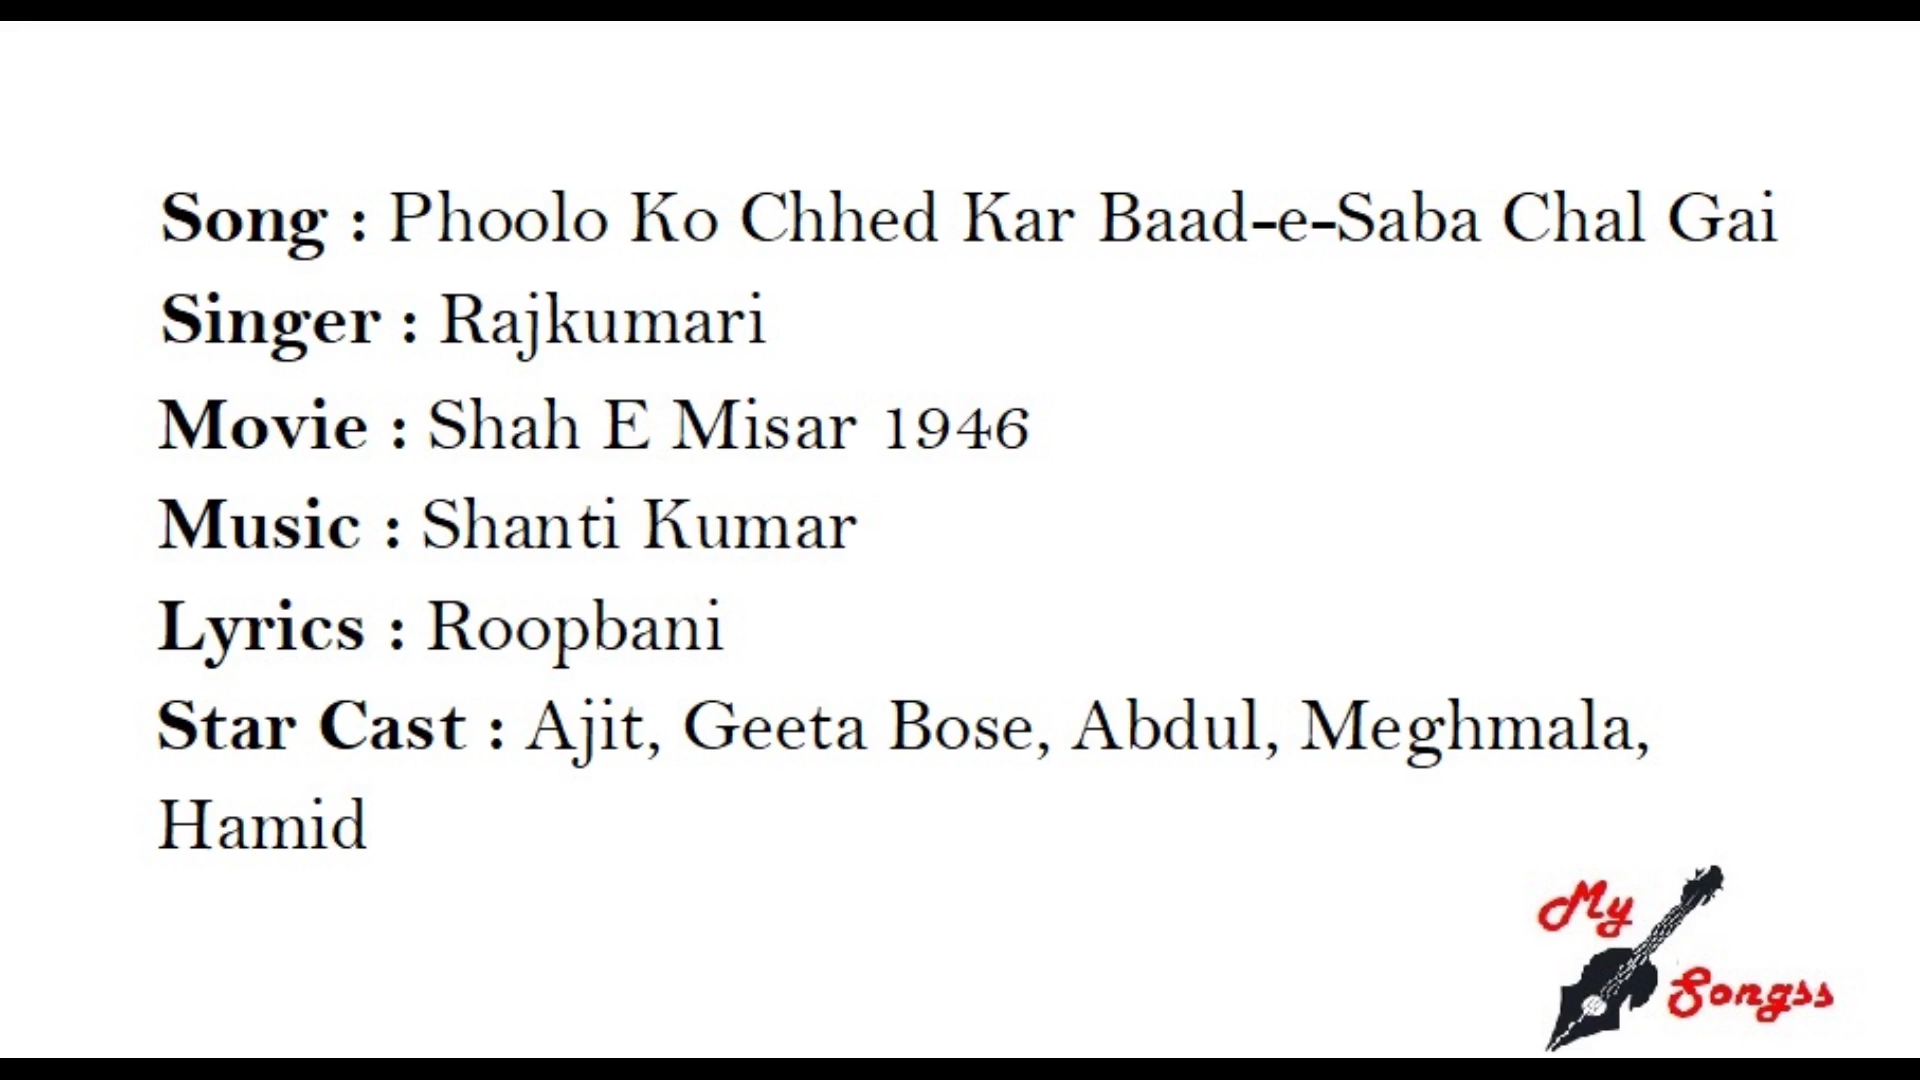 Song : Phoolo Ko Chhed Kar Baad-e-Saba Chal Gai
Singer : Rajkumari
Movie : Shah E Misar 1946
Music : Shanti Kumar
Lyrics : Roopbani
Star Cast : Ajit, Geeta Bose, Abdul, Meghmala,
Hamid
My
Songss